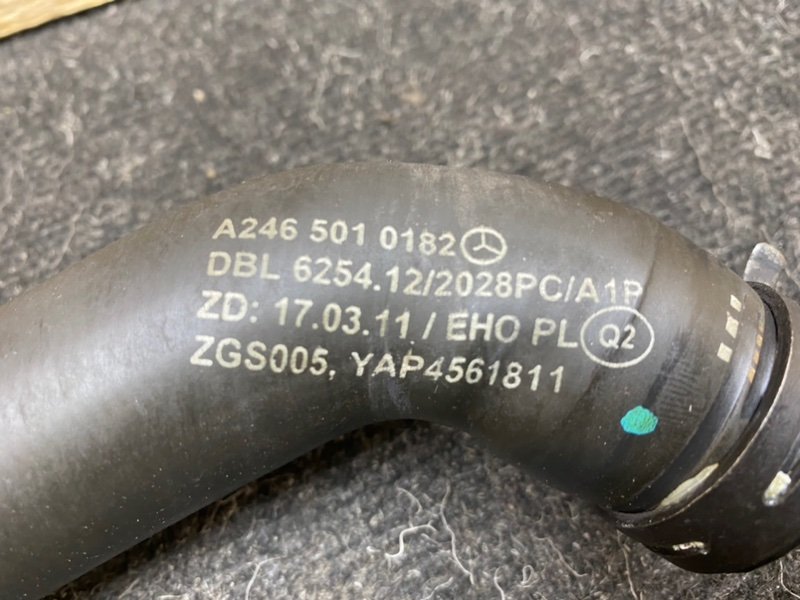 A246 501 0182
DBL 6254.12/2028PC/A1P
ZD: 17.03.11 / EHO PL Q2
ZGS005, YAP4561811